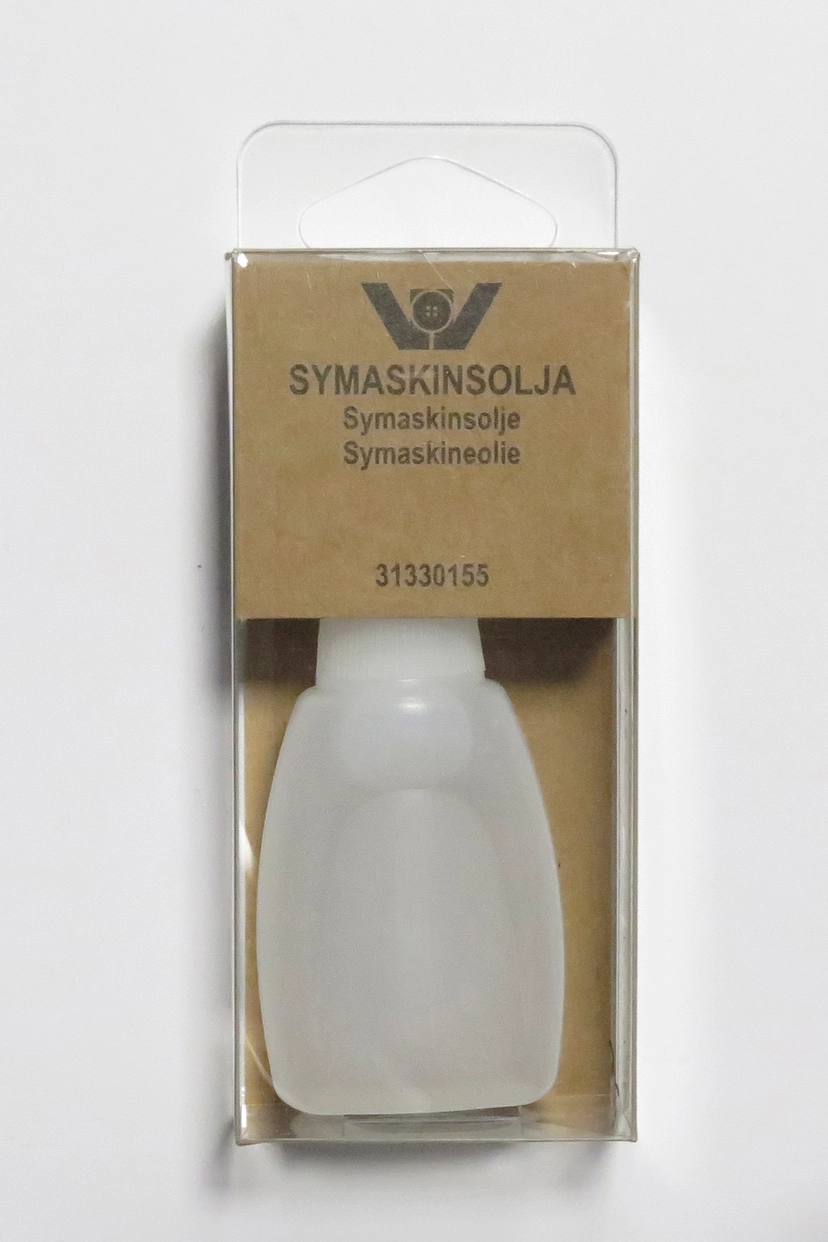 SYMASKINSOLJA
Symaskinsolje
Symaskineolie
31330155